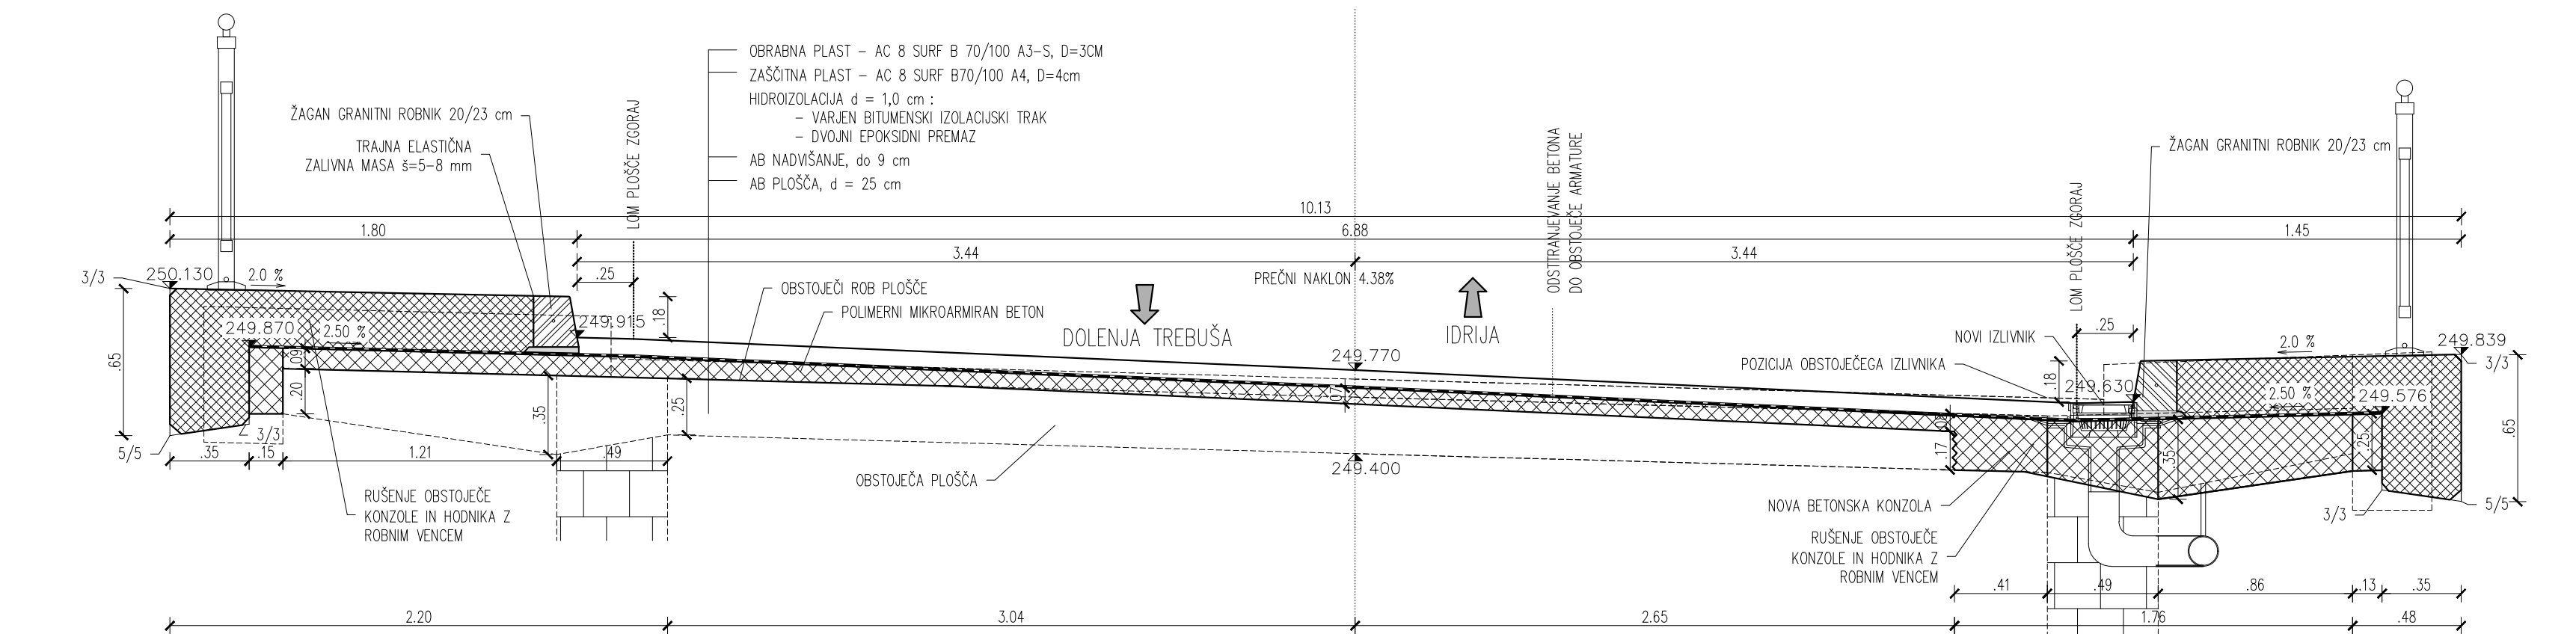 OBRABNA PLAST – AC 8 SURF B 70/100 A3–S, D=3CM
ZAŠČITNA PLAST – AC 8 SURF B70/100 A4, D=4cm
HIDROIZOLACIJA d = 1,0 cm :
– VARJEN BITUMENSKI IZOLACIJSKI TRAK
– DVOJNI EPOKSIDNI PREMAZ
AB NADVIŠANJE, do 9 cm
AB PLOŠČA, d = 25 cm
ŽAGAN GRANITNI ROBNIK 20/23 cm
TRAJNA ELASTIČNA
ZALIVNA MASA š=5–8 mm
LOM PLOŠČE ZGORAJ
ODSTTRANJEVANJE BETONA
DO OBSTOJEČE ARMATURE
LOM PLOŠČE ZGORAJ
ŽAGAN GRANITNI ROBNIK 20/23 cm
10.13
1.80
6.88
1.45
3.44
3.44
.25
PREČNI NAKLON 4.38%
3/3
250.130
2.0 %
OBSTOJEČI ROB PLOŠČE
POLIMERNI MIKROARMIRAN BETON
.18
249.915
249.870
2.50 %
DOLENJA TREBUŠA
IDRIJA
NOVI IZLIVNIK
POZICIJA OBSTOJEČEGA IZLIVNIKA
.25
2.0 %
249.839
3/3
249.770
.18
249.630
2.50 %
249.576
.65
.09
.20
.35
.25
.07
.17
.35
.25
.65
249.400
5/5
3/3
.35
.15
1.21
.49
OBSTOJEČA PLOŠČA
RUŠENJE OBSTOJEČE
KONZOLE IN HODNIKA Z
ROBNIM VENCEM
NOVA BETONSKA KONZOLA
RUŠENJE OBSTOJEČE
KONZOLE IN HODNIKA Z
ROBNIM VENCEM
3/3
5/5
.41
.49
.86
.13
.35
2.20
3.04
2.65
1.76
.48